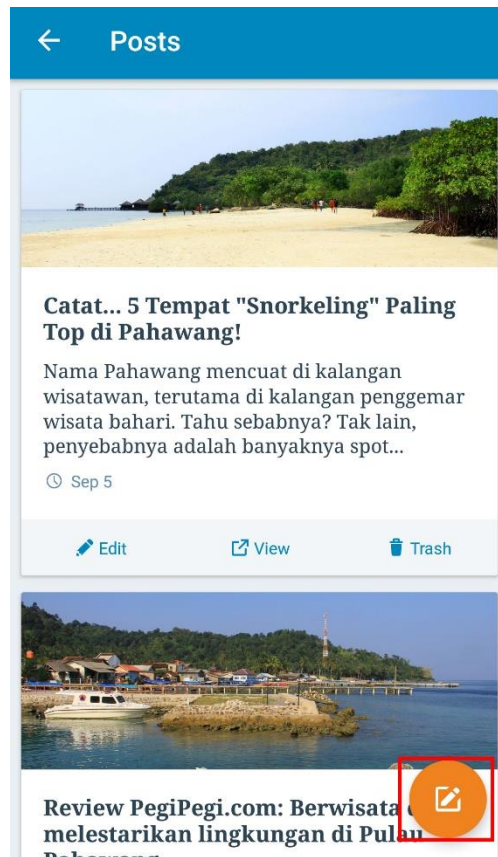 Posts
Catat... 5 Tempat "Snorkeling" Paling
Top di Pahawang!
Nama Pahawang mencuat di kalangan
wisatawan, terutama di kalangan penggemar
wisata bahari. Tahu sebabnya? Tak lain,
penyebabnya adalah banyaknya spot...
Sep 5
Edit View Trash
Review PegiPegi.com: Berwisata
melestarikan lingkungan di Pulau